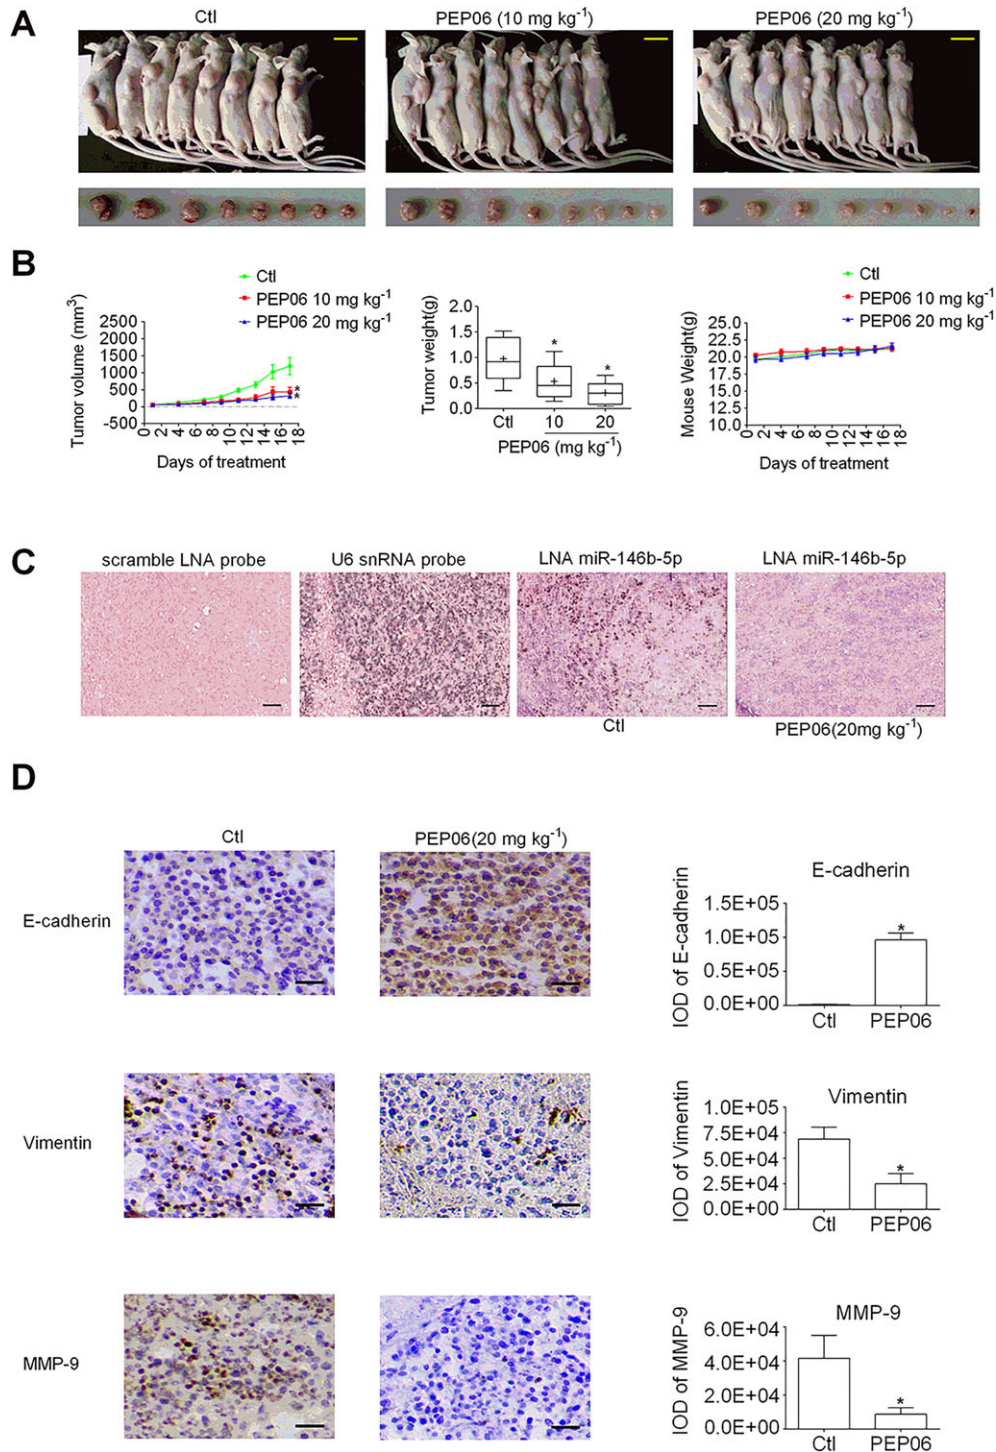 A
Ctl
PEP06 (10 mg kg-1)
PEP06 (20 mg kg-1)
B
Ctl
PEP06 10 mg kg-1
PEP06 20 mg kg-1
Tumor volume (mm3)
2500
2000
1500
1000
500
0
-500
0 2 4 6 8 10 12 14 16 18
Days of treatment
Tumor weight(g)
2.0
1.5
1.0
0.5
0.0
* *
Ctl 10 20
PEP06 (mg kg-1)
Ctl
PEP06 10 mg kg-1
PEP06 20 mg kg-1
Mouse Weight(g)
25.0
22.5
20.0
17.5
15.0
12.5
10.0
0 2 4 6 8 10 12 14 16 18
Days of treatment
C
scramble LNA probe
U6 snRNA probe
LNA miR-146b-5p
LNA miR-146b-5p
Ctl
PEP06(20mg kg-1)
D
Ctl
PEP06(20 mg kg-1)
E-cadherin
E-cadherin
IOD of E-cadherin
1.5E+05
1.0E+05
0.5E+05
0.0E+00
*
Ctl PEP06
Vimentin
Vimentin
IOD of Vimentin
1.0E+05
7.5E+04
5.0E+04
2.5E+04
0.0E+00
*
Ctl PEP06
MMP-9
MMP-9
IOD of MMP-9
6.0E+04
4.0E+04
2.0E+04
0.0E+00
*
Ctl PEP06